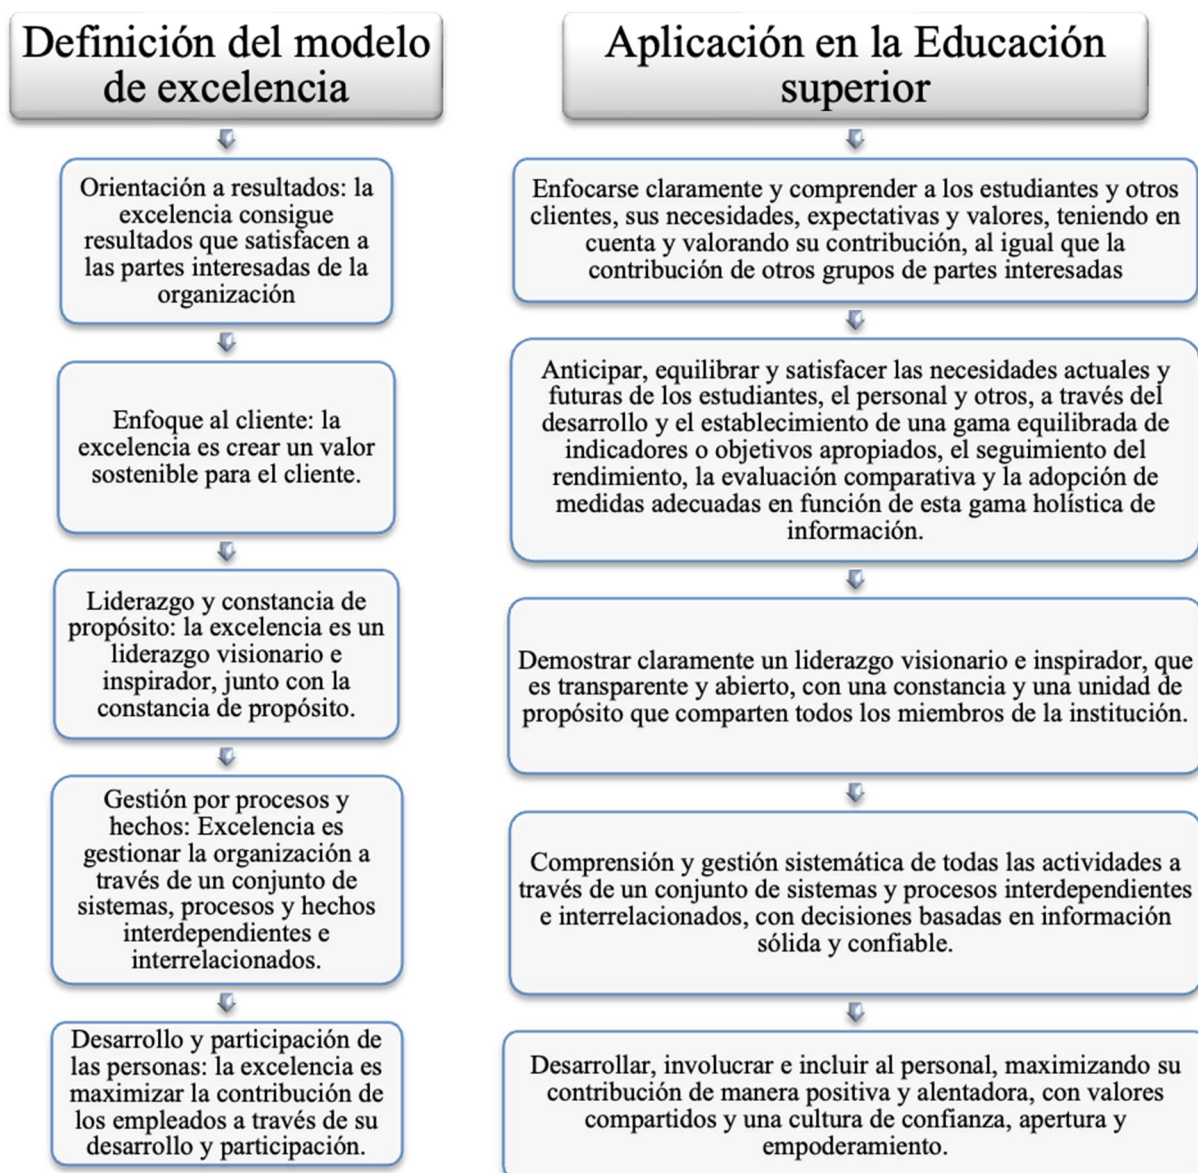 Definición del modelo
de excelencia
Orientación a resultados: la
excelencia consigue
resultados que satisfacen a
las partes interesadas de la
organización
Enfoque al cliente: la
excelencia es crear un valor
sostenible para el cliente.
Liderazgo y constancia de
propósito: la excelencia es un
liderazgo visionario e
inspirador, junto con la
constancia de propósito.
Gestión por procesos y
hechos: Excelencia es
gestionar la organización a
través de un conjunto de
sistemas, procesos y hechos
interdependientes e
interrelacionados.
Desarrollo y participación de
las personas: la excelencia es
maximizar la contribución de
los empleados a través de su
desarrollo y participación.
Aplicación en la Educación
superior
Enfocarse claramente y comprender a los estudiantes y otros
clientes, sus necesidades, expectativas y valores, teniendo en
cuenta y valorando su contribución, al igual que la
contribución de otros grupos de partes interesadas
Anticipar, equilibrar y satisfacer las necesidades actuales y
futuras de los estudiantes, el personal y otros, a través del
desarrollo y el establecimiento de una gama equilibrada de
indicadores o objetivos apropiados, el seguimiento del
rendimiento, la evaluación comparativa y la adopción de
medidas adecuadas en función de esta gama holística de
información.
Demostrar claramente un liderazgo visionario e inspirador, que
es transparente y abierto, con una constancia y una unidad de
propósito que comparten todos los miembros de la institución.
Comprensión y gestión sistemática de todas las actividades a
través de un conjunto de sistemas y procesos interdependientes
e interrelacionados, con decisiones basadas en información
sólida y confiable.
Desarrollar, involucrar e incluir al personal, maximizando su
contribución de manera positiva y alentadora, con valores
compartidos y una cultura de confianza, apertura y
empoderamiento.